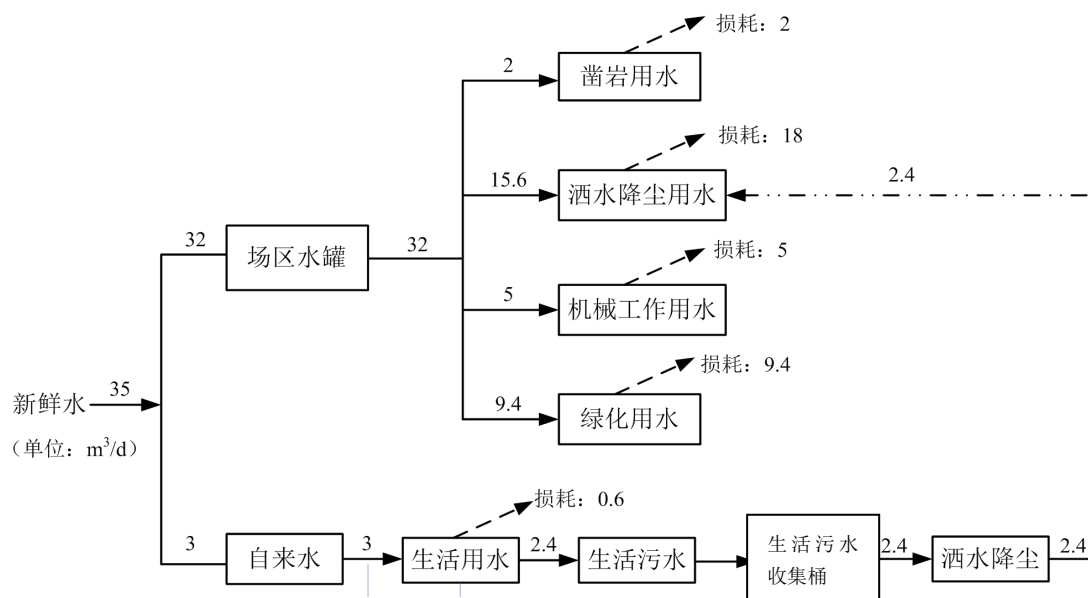 损耗：2
2
凿岩用水
损耗：18
15.6
洒水降尘用水
2.4
32
场区水罐
32
损耗：5
5
机械工作用水
损耗：9.4
9.4
绿化用水
新鲜水
35
（单位：m³/d）
3
自来水
3
损耗：0.6
生活用水
2.4
生活污水
生活污水
收集桶
2.4
洒水降尘
2.4